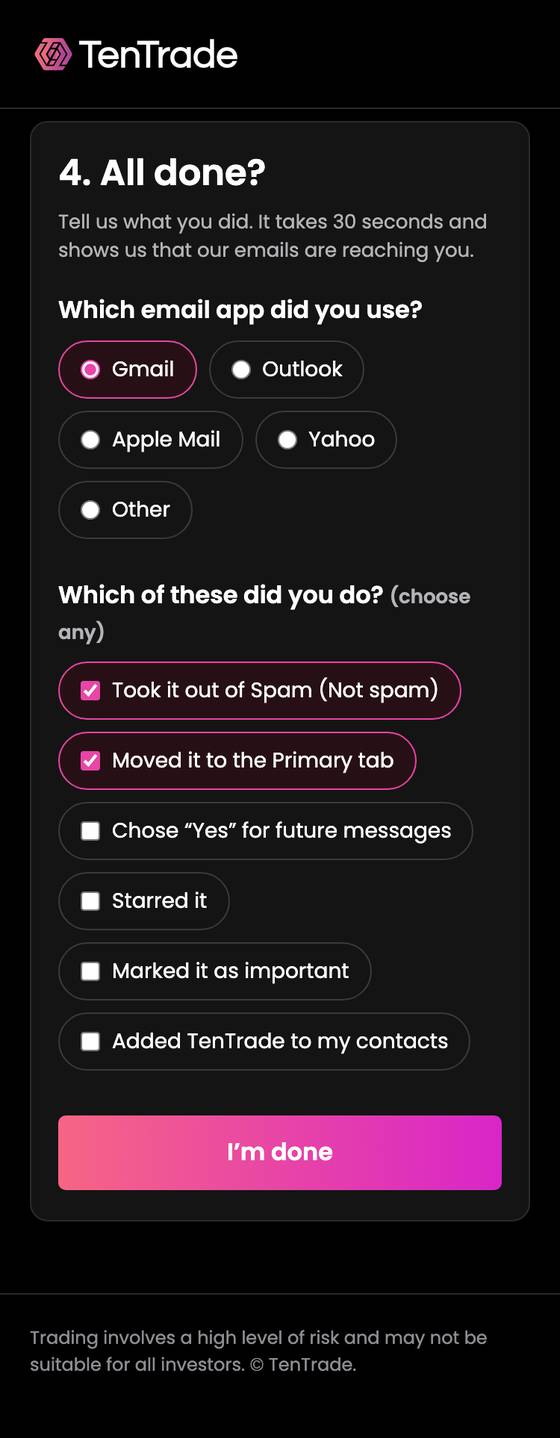 TenTrade
4. All done?
Tell us what you did. It takes 30 seconds and
shows us that our emails are reaching you.
Which email app did you use?
Gmail
Outlook
Apple Mail
Yahoo
Other
Which of these did you do? (choose
any)
Took it out of Spam (Not spam)
Moved it to the Primary tab
Chose “Yes” for future messages
Starred it
Marked it as important
Added TenTrade to my contacts
I’m done
Trading involves a high level of risk and may not be
suitable for all investors. © TenTrade.